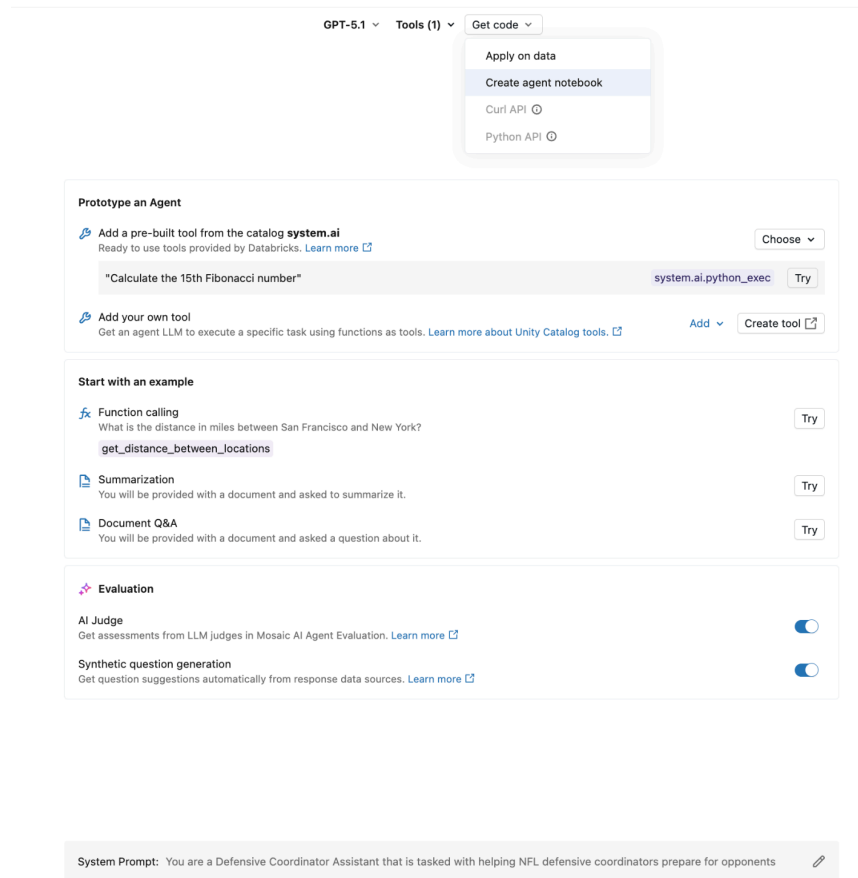 GPT-5.1 Tools (1) Get code
Apply on data
Create agent notebook
Curl API
Python API
Prototype an Agent
Add a pre-built tool from the catalog system.ai
Ready to use tools provided by Databricks. Learn more
Choose
"Calculate the 15th Fibonacci number" system.ai.python_exec Try
Add your own tool
Get an agent LLM to execute a specific task using functions as tools. Learn more about Unity Catalog tools.
Add Create tool
Start with an example
Function calling
What is the distance in miles between San Francisco and New York?
Try
get_distance_between_locations
Summarization
You will be provided with a document and asked to summarize it.
Try
Document Q&A
You will be provided with a document and asked a question about it.
Try
Evaluation
AI Judge
Get assessments from LLM judges in Mosaic AI Agent Evaluation. Learn more
Synthetic question generation
Get question suggestions automatically from response data sources. Learn more
System Prompt: You are a Defensive Coordinator Assistant that is tasked with helping NFL defensive coordinators prepare for opponents